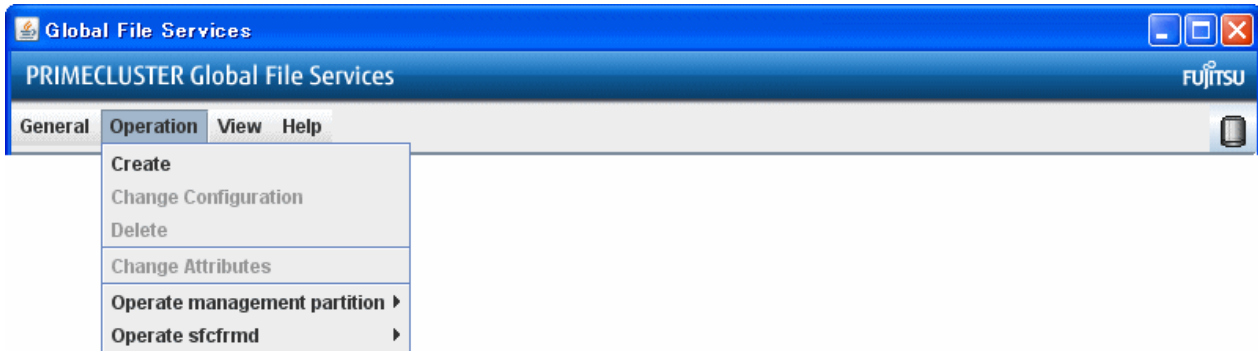 Global File Services
PRIMECLUSTER Global File Services
FUJITSU
General Operation View Help
Create
Change Configuration
Delete
Change Attributes
Operate management partition
Operate sfcfrmd